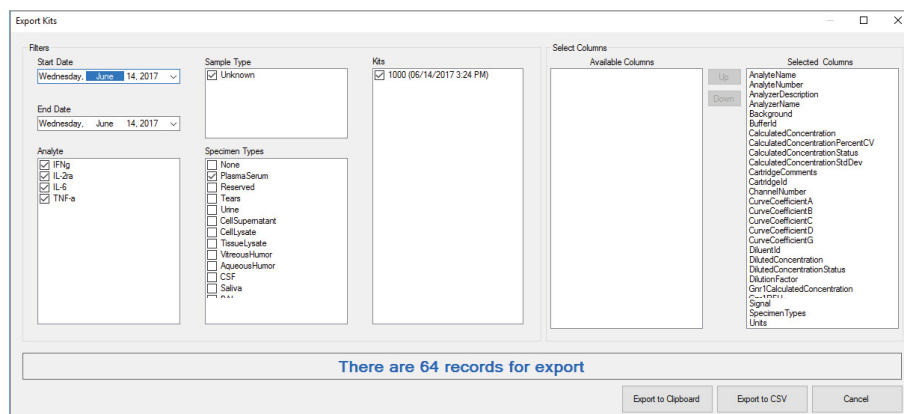 Export Kits
Filters
Start Date
Wednesday, June 14, 2017
End Date
Wednesday, June 14, 2017
Analyte
IFNg
IL-2ra
IL-6
TNF-a
Sample Type
Unknown
Specimen Types
None
PlasmaSerum
Reserved
Tears
Urine
CellSupernatant
CellLysate
TissueLysate
VitreousHumor
AqueousHumor
CSF
Saliva
Kits
1000 (06/14/2017 3:24 PM)
Select Columns
Available Columns
Up
Down
Selected Columns
AnalyteName
AnalyteNumber
AnalyzerDescription
AnalyzerName
Background
BufferId
CalculatedConcentration
CalculatedConcentrationPercentCV
CalculatedConcentrationStatus
CalculatedConcentrationStdDev
CartridgeComments
CartridgeId
ChannelNumber
CurveCoefficientA
CurveCoefficientB
CurveCoefficientC
CurveCoefficientD
CurveCoefficientG
DiluentId
DilutedConcentration
DilutedConcentrationStatus
DilutionFactor
Gnr1CalculatedConcentration
Signal
SpecimenTypes
Units
There are 64 records for export
Export to Clipboard
Export to CSV
Cancel